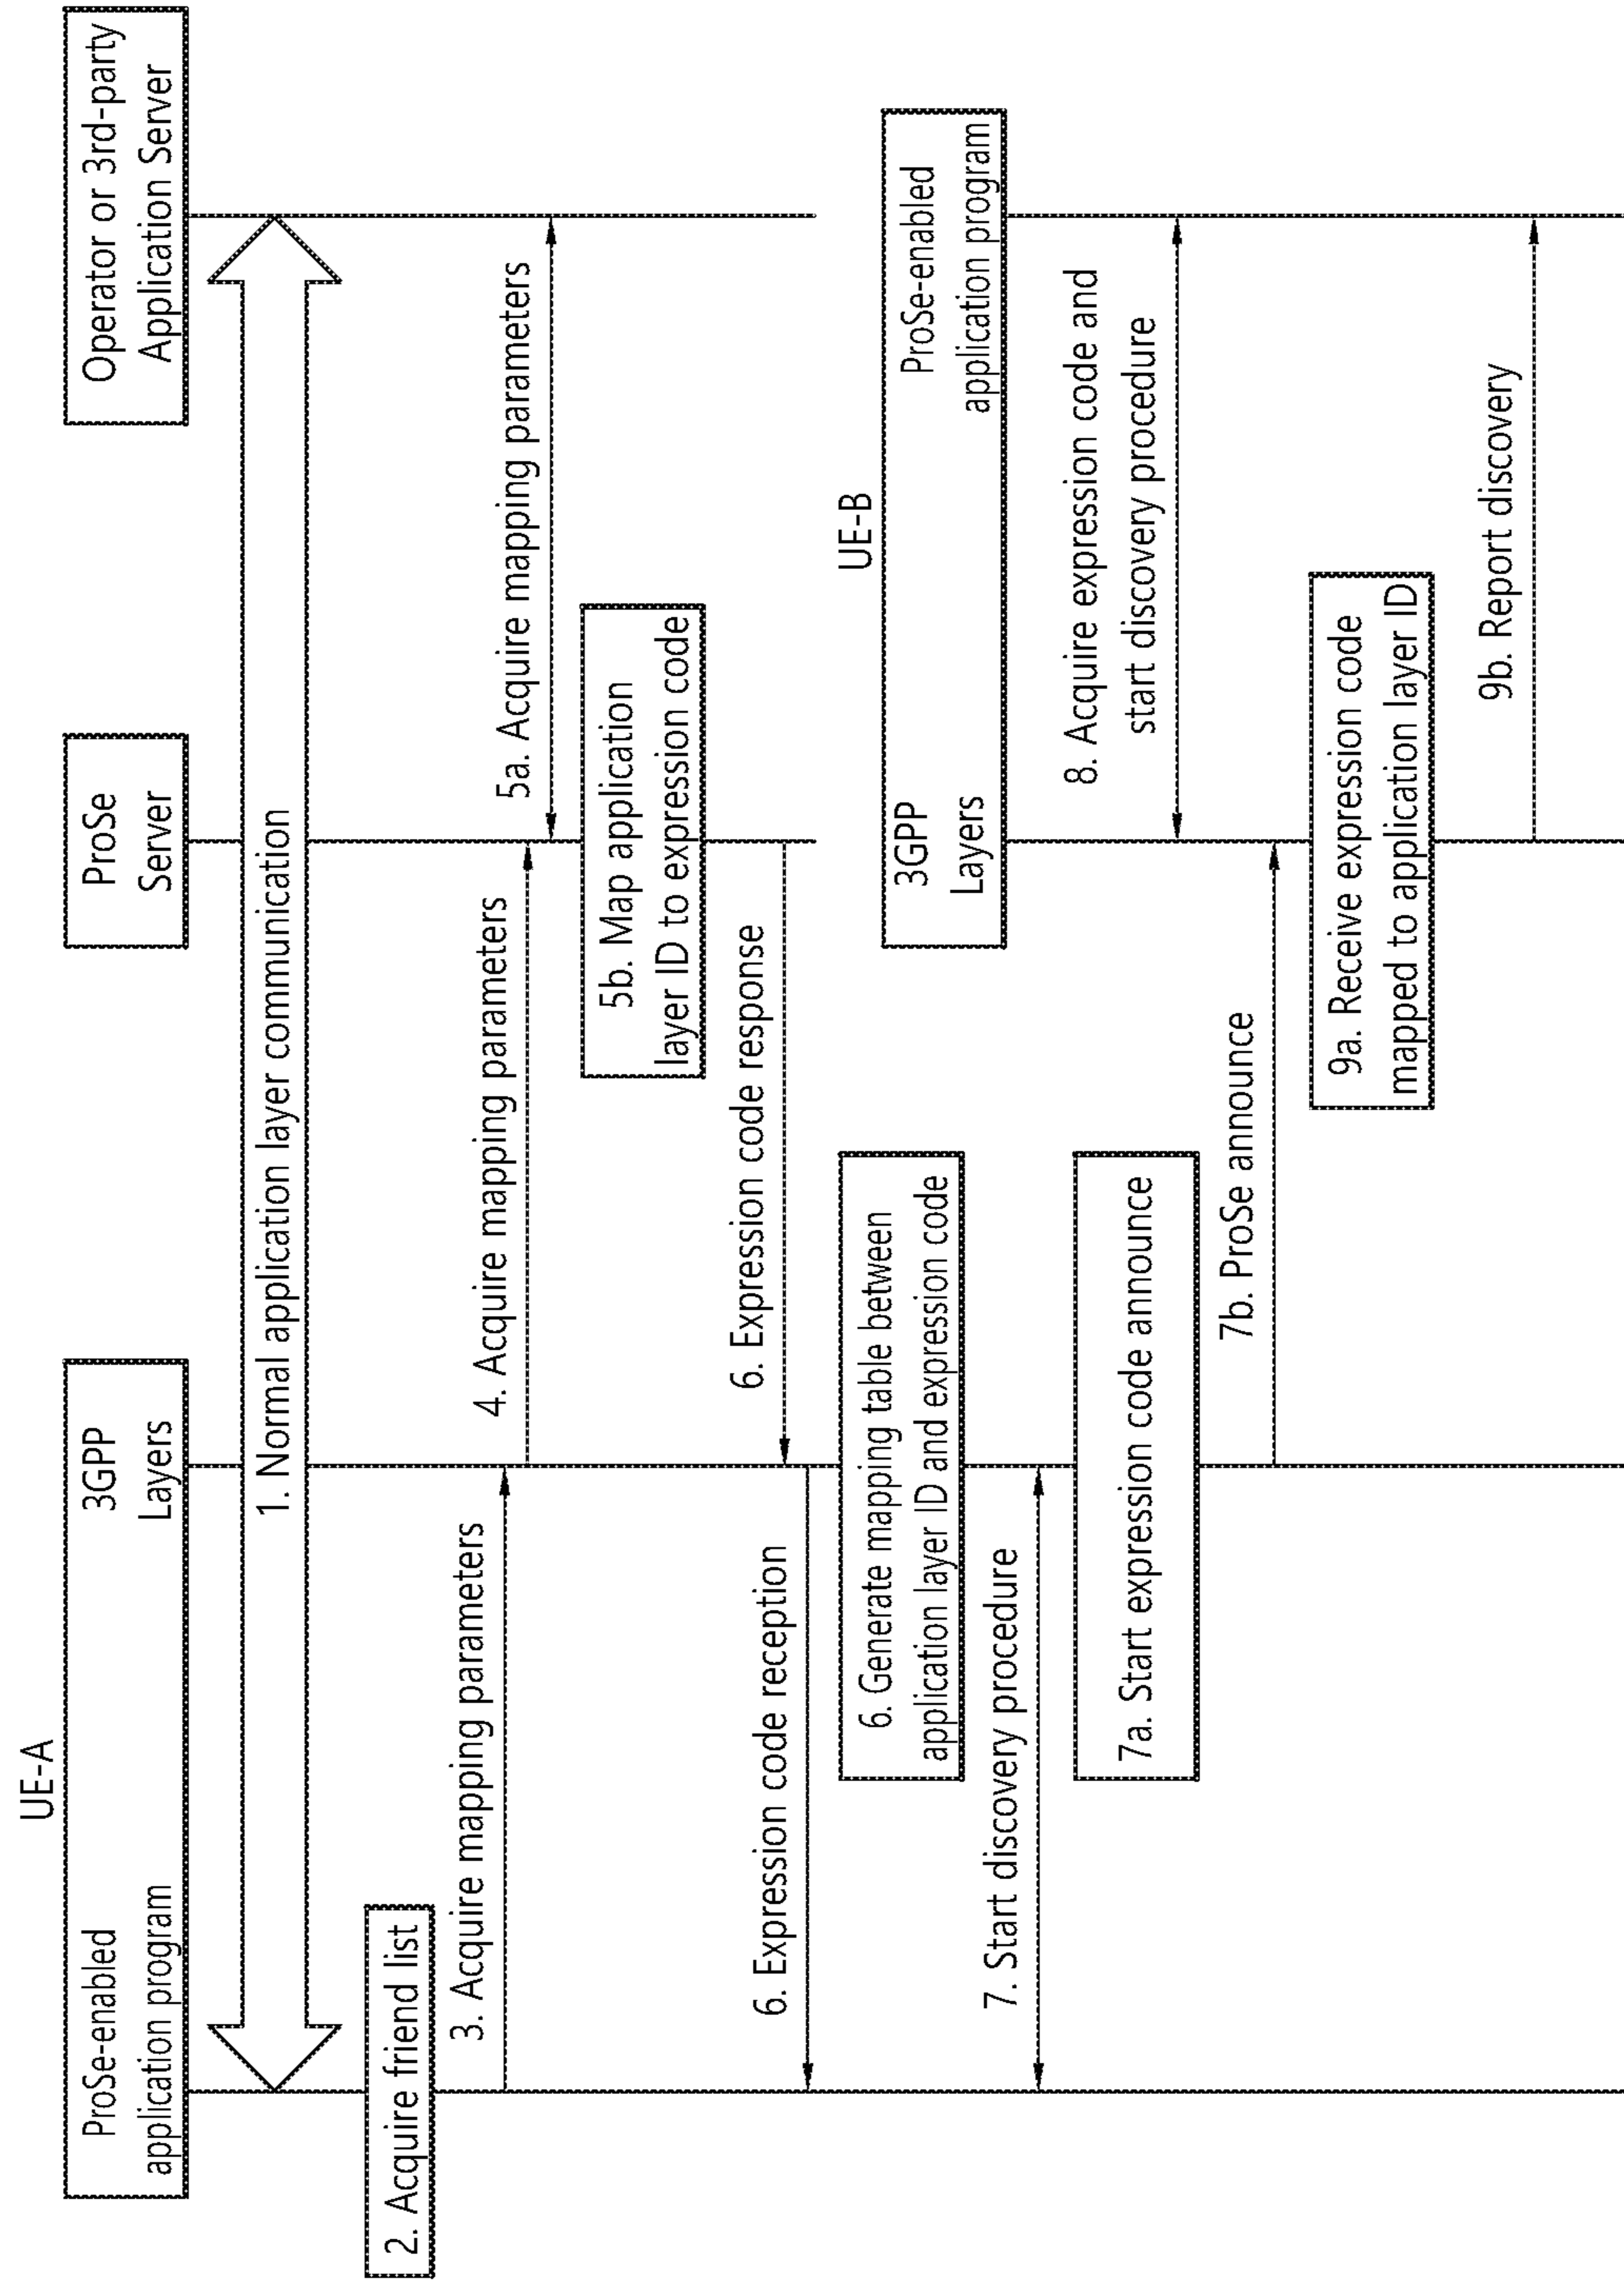 UE-A
ProSe-enabled
application program
3GPP
Layers
ProSe
Server
Operator or 3rd-party
Application Server
1. Normal application layer communication
2. Acquire friend list
3. Acquire mapping parameters
4. Acquire mapping parameters
5a. Acquire mapping parameters
5b. Map application
layer ID to expression code
6. Expression code response
6. Expression code reception
6. Generate mapping table between
application layer ID and expression code
UE-B
3GPP
Layers
ProSe-enabled
application program
7. Start discovery procedure
8. Acquire expression code and
start discovery procedure
7a. Start expression code announce
7b. ProSe announce
9a. Receive expression code
mapped to application layer ID
9b. Report discovery